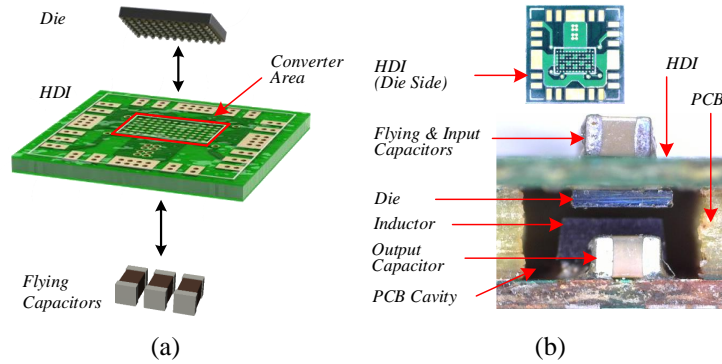 Die
HDI
Converter
Area
Flying
Capacitors
(a)
HDI
(Die Side)
HDI
PCB
Flying & Input
Capacitors
Die
Inductor
Output
Capacitor
PCB Cavity
(b)